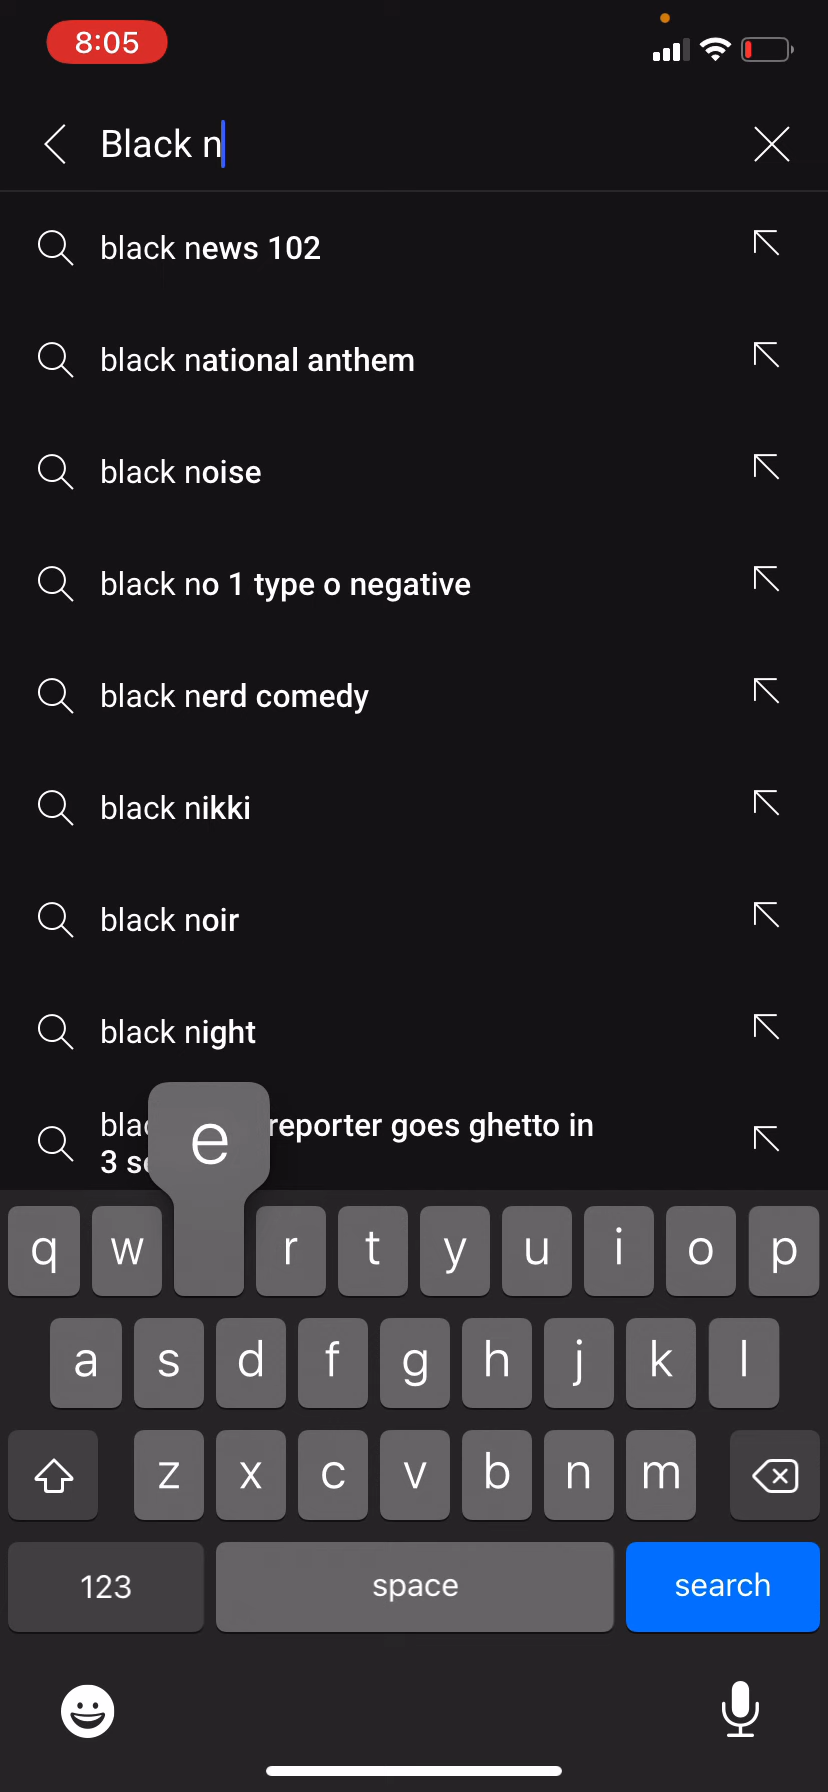 8:05
Black n
black news 102
black national anthem
black noise
black no 1 type o negative
black nerd comedy
black nikki
black noir
black night
reporter goes ghetto in
3
e
q w r t y u i o p
a s d f g h j k l
z x c v b n m
123 space search